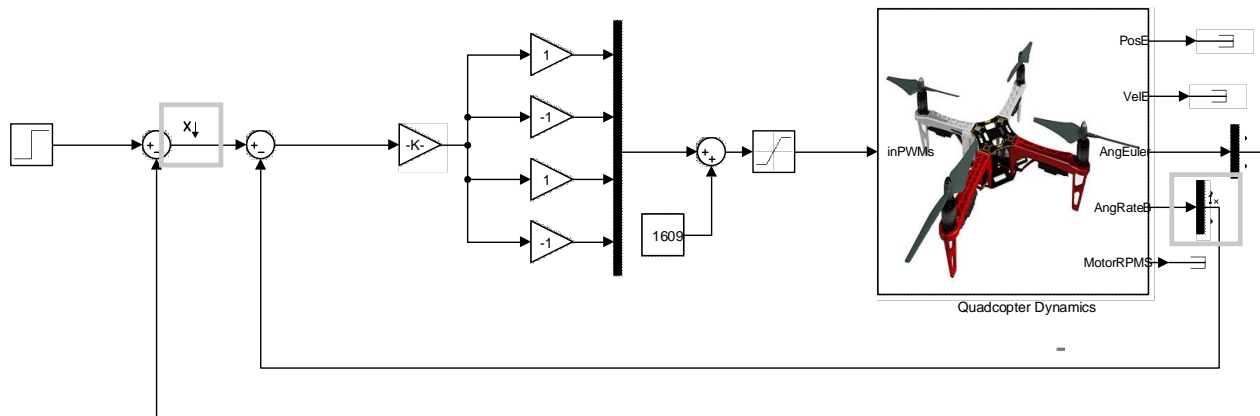 PosE
VelE
AngEuler
AngRateB
MotorRPMS
inPWMs
X
-K-
1
-1
1
-1
1609
x
Quadcopter Dynamics